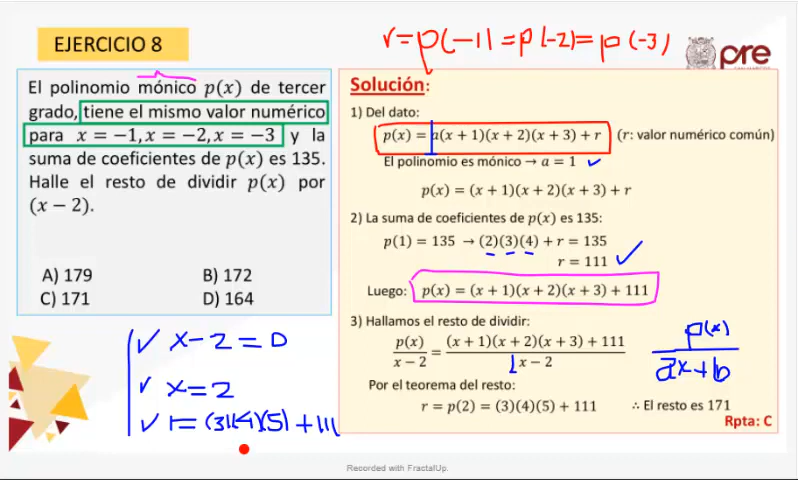 EJERCICIO 8
r = p(-1) = p(-2) = p(-3)
pre
El polinomio mónico p(x) de tercer
grado, tiene el mismo valor numérico
para x = −1, x = −2, x = −3 y la
suma de coeficientes de p(x) es 135.
Halle el resto de dividir p(x) por
(x − 2).
A) 179 B) 172
C) 171 D) 164
✓ x-2=0
✓ x=2
✓ r=(3)(4)(5)+111
Solución:
1) Del dato:
p(x) = a(x + 1)(x + 2)(x + 3) + r (r: valor numérico común)
El polinomio es mónico → a = 1 ✓
p(x) = (x + 1)(x + 2)(x + 3) + r
2) La suma de coeficientes de p(x) es 135:
p(1) = 135 → (2)(3)(4) + r = 135
r = 111 ✓
Luego: p(x) = (x + 1)(x + 2)(x + 3) + 111
3) Hallamos el resto de dividir:
p(x)/(x − 2) = ((x + 1)(x + 2)(x + 3) + 111)/(x − 2)
p(x)/(ax+b)
Por el teorema del resto:
r = p(2) = (3)(4)(5) + 111 ∴ El resto es 171
Rpta: C
Recorded with FractalUp.